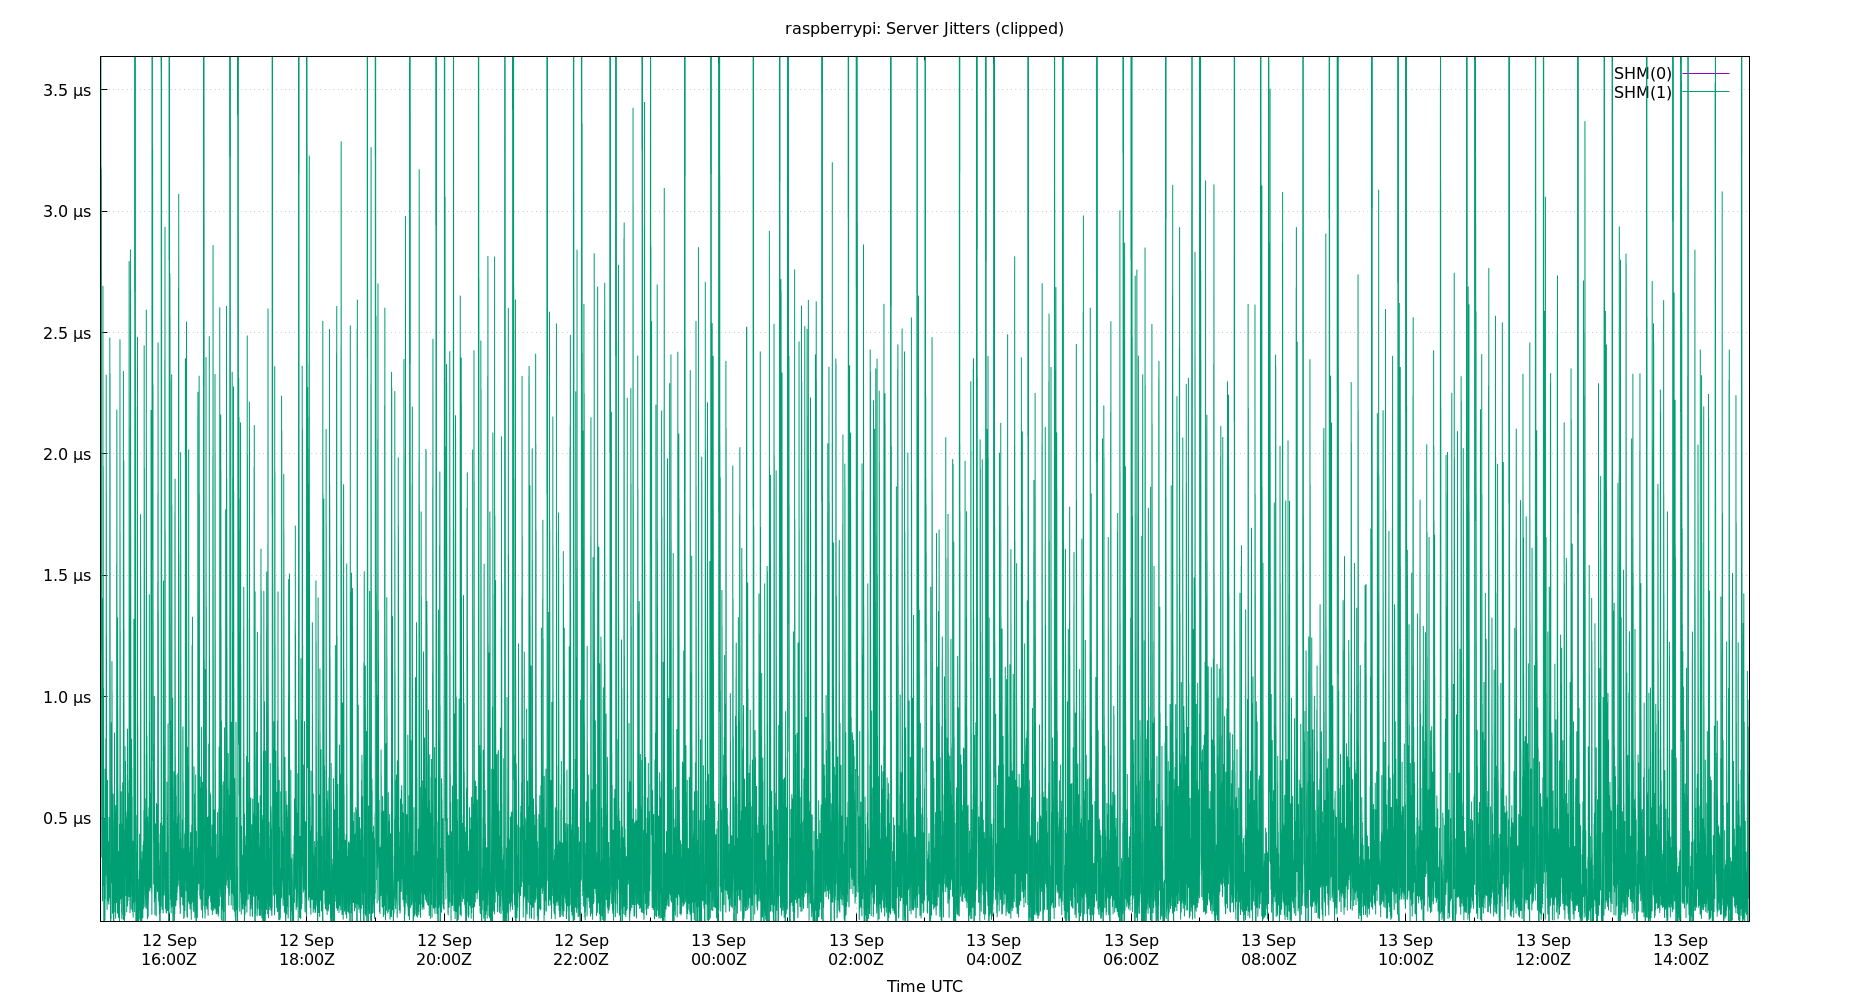 raspberrypi: Server Jitters (clipped)
SHM(0)
SHM(1)
3.5 µs
3.0 µs
2.5 µs
2.0 µs
1.5 µs
1.0 µs
0.5 µs
12 Sep 12 Sep 12 Sep 12 Sep 13 Sep 13 Sep 13 Sep 13 Sep 13 Sep 13 Sep 13 Sep 13 Sep
16:00Z 18:00Z 20:00Z 22:00Z 00:00Z 02:00Z 04:00Z 06:00Z 08:00Z 10:00Z 12:00Z 14:00Z
Time UTC